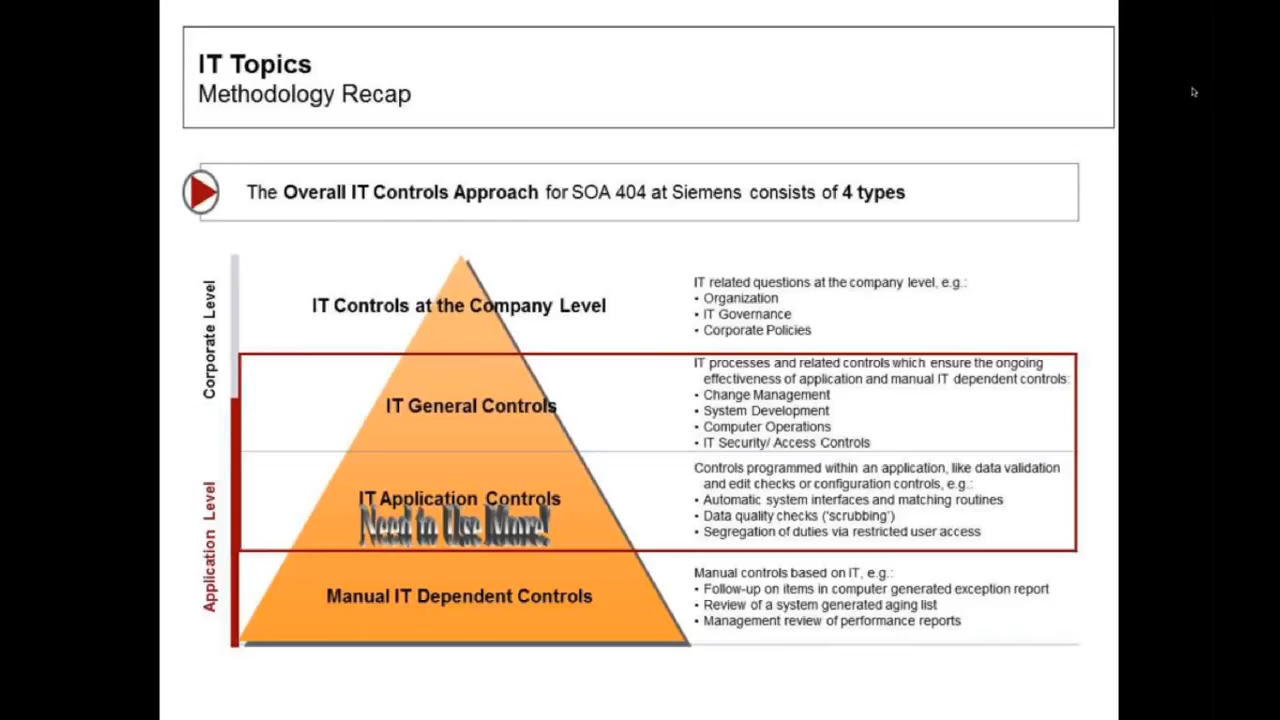 IT Topics
Methodology Recap
The Overall IT Controls Approach for SOA 404 at Siemens consists of 4 types
Corporate Level
IT Controls at the Company Level
IT related questions at the company level, e.g.:
• Organization
• IT Governance
• Corporate Policies
IT General Controls
IT processes and related controls which ensure the ongoing
effectiveness of application and manual IT dependent controls:
• Change Management
• System Development
• Computer Operations
• IT Security/ Access Controls
Application Level
IT Application Controls
Need to Use More!
Controls programmed within an application, like data validation
and edit checks or configuration controls, e.g.:
• Automatic system interfaces and matching routines
• Data quality checks ('scrubbing')
• Segregation of duties via restricted user access
Manual IT Dependent Controls
Manual controls based on IT, e.g.:
• Follow-up on items in computer generated exception report
• Review of a system generated aging list
• Management review of performance reports